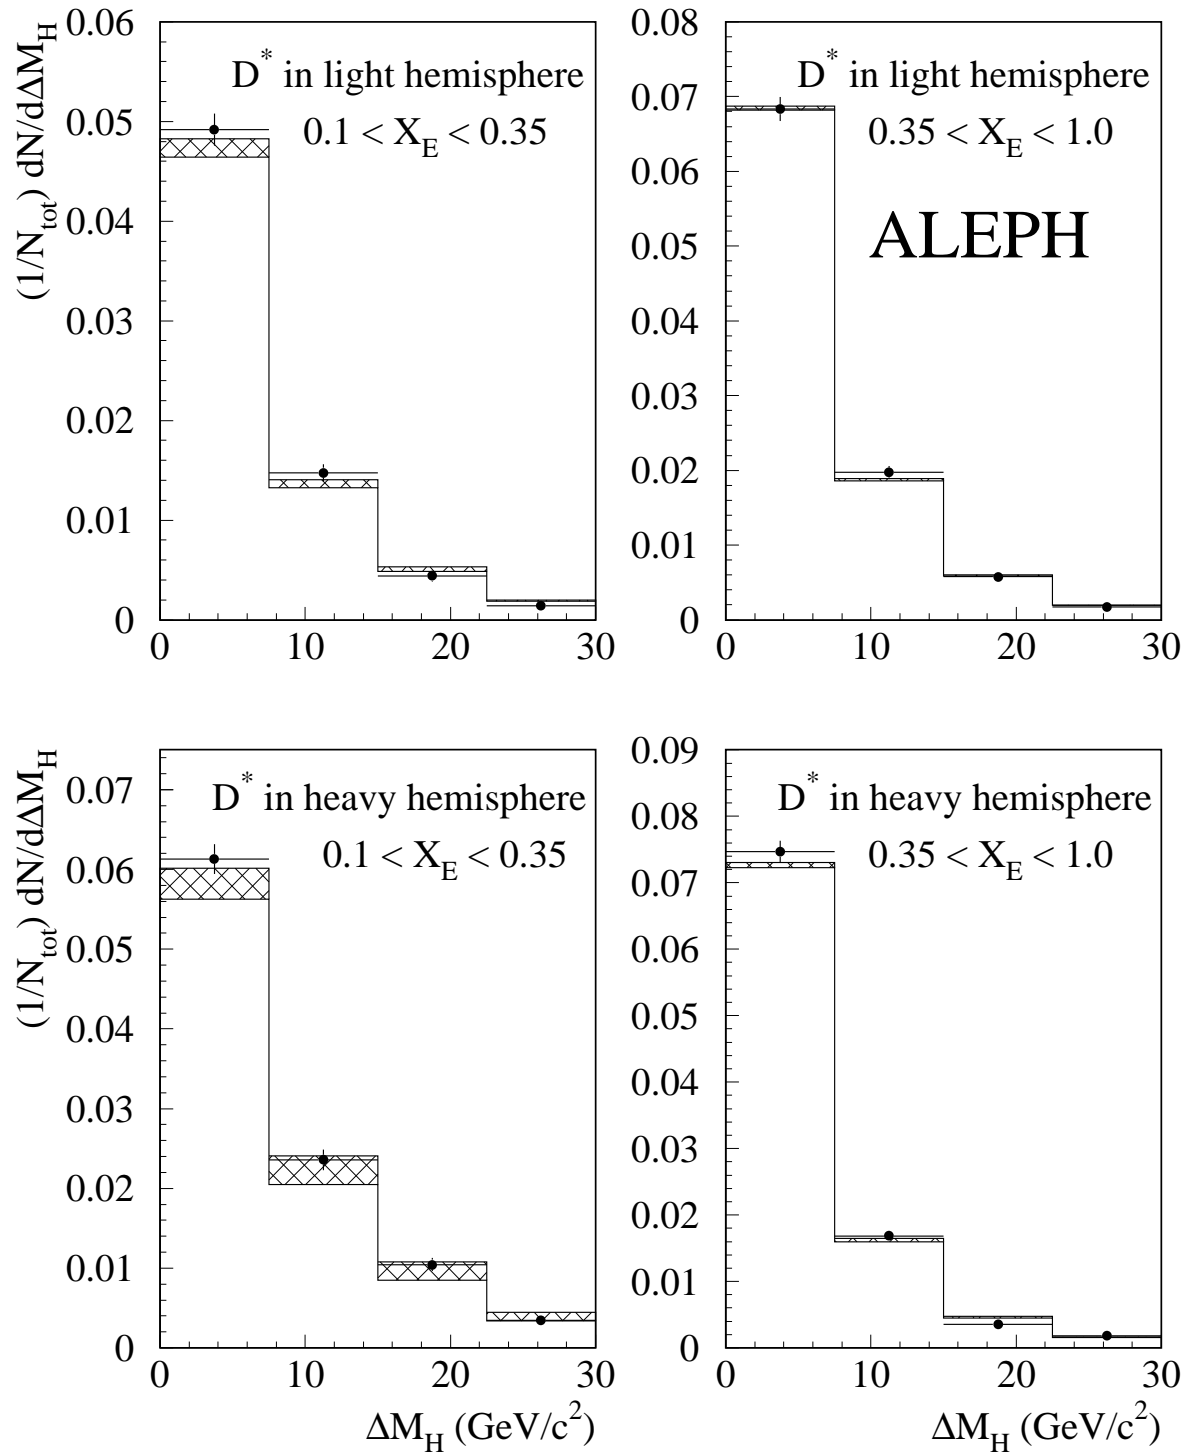 (1/N_tot) dN/dΔM_H
0.06
0.05
0.04
0.03
0.02
0.01
0
D* in light hemisphere
0.1 < X_E < 0.35
0 10 20 30
0.08
0.07
0.06
0.05
0.04
0.03
0.02
0.01
0
D* in light hemisphere
0.35 < X_E < 1.0
ALEPH
0 10 20 30
(1/N_tot) dN/dΔM_H
0.07
0.06
0.05
0.04
0.03
0.02
0.01
0
D* in heavy hemisphere
0.1 < X_E < 0.35
0 10 20 30
ΔM_H (GeV/c²)
0.09
0.08
0.07
0.06
0.05
0.04
0.03
0.02
0.01
0
D* in heavy hemisphere
0.35 < X_E < 1.0
0 10 20 30
ΔM_H (GeV/c²)